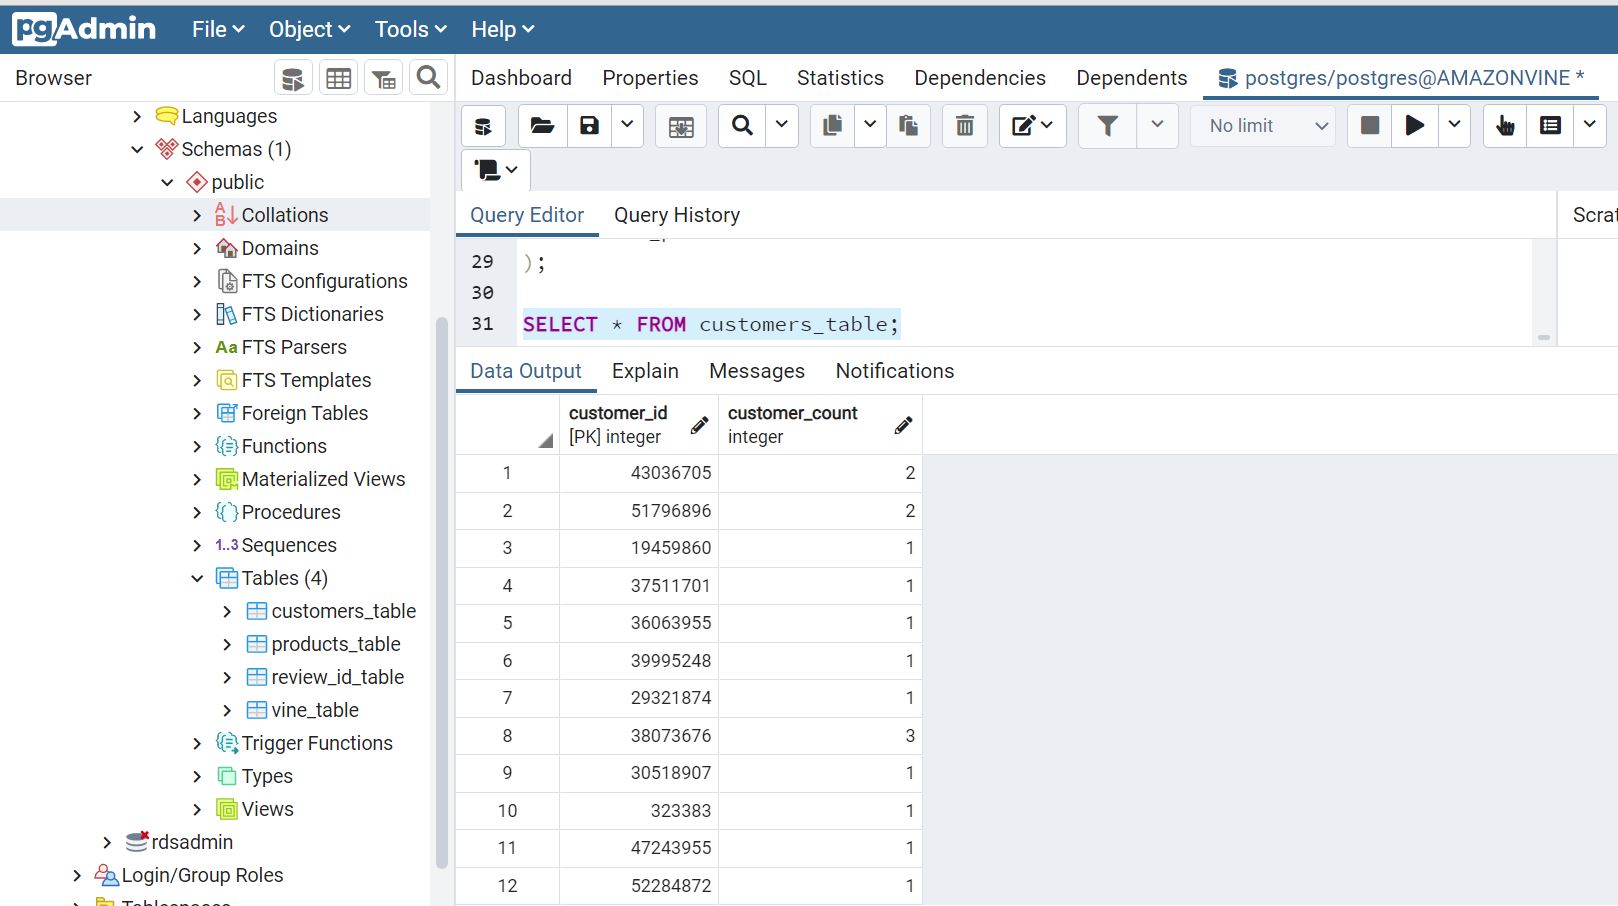 pgAdmin File Object Tools Help
Browser
Dashboard Properties SQL Statistics Dependencies Dependents postgres/postgres@AMAZONVINE *
No limit
Languages
Schemas (1)
public
Collations
Domains
FTS Configurations
FTS Dictionaries
Aa FTS Parsers
FTS Templates
Foreign Tables
Functions
Materialized Views
Procedures
1..3 Sequences
Tables (4)
customers_table
products_table
review_id_table
vine_table
Trigger Functions
Types
Views
rdsadmin
Login/Group Roles
Query Editor Query History
29 );
30
31 SELECT * FROM customers_table;
Data Output Explain Messages Notifications
customer_id customer_count
[PK] integer integer
1 43036705 2
2 51796896 2
3 19459860 1
4 37511701 1
5 36063955 1
6 39995248 1
7 29321874 1
8 38073676 3
9 30518907 1
10 323383 1
11 47243955 1
12 52284872 1